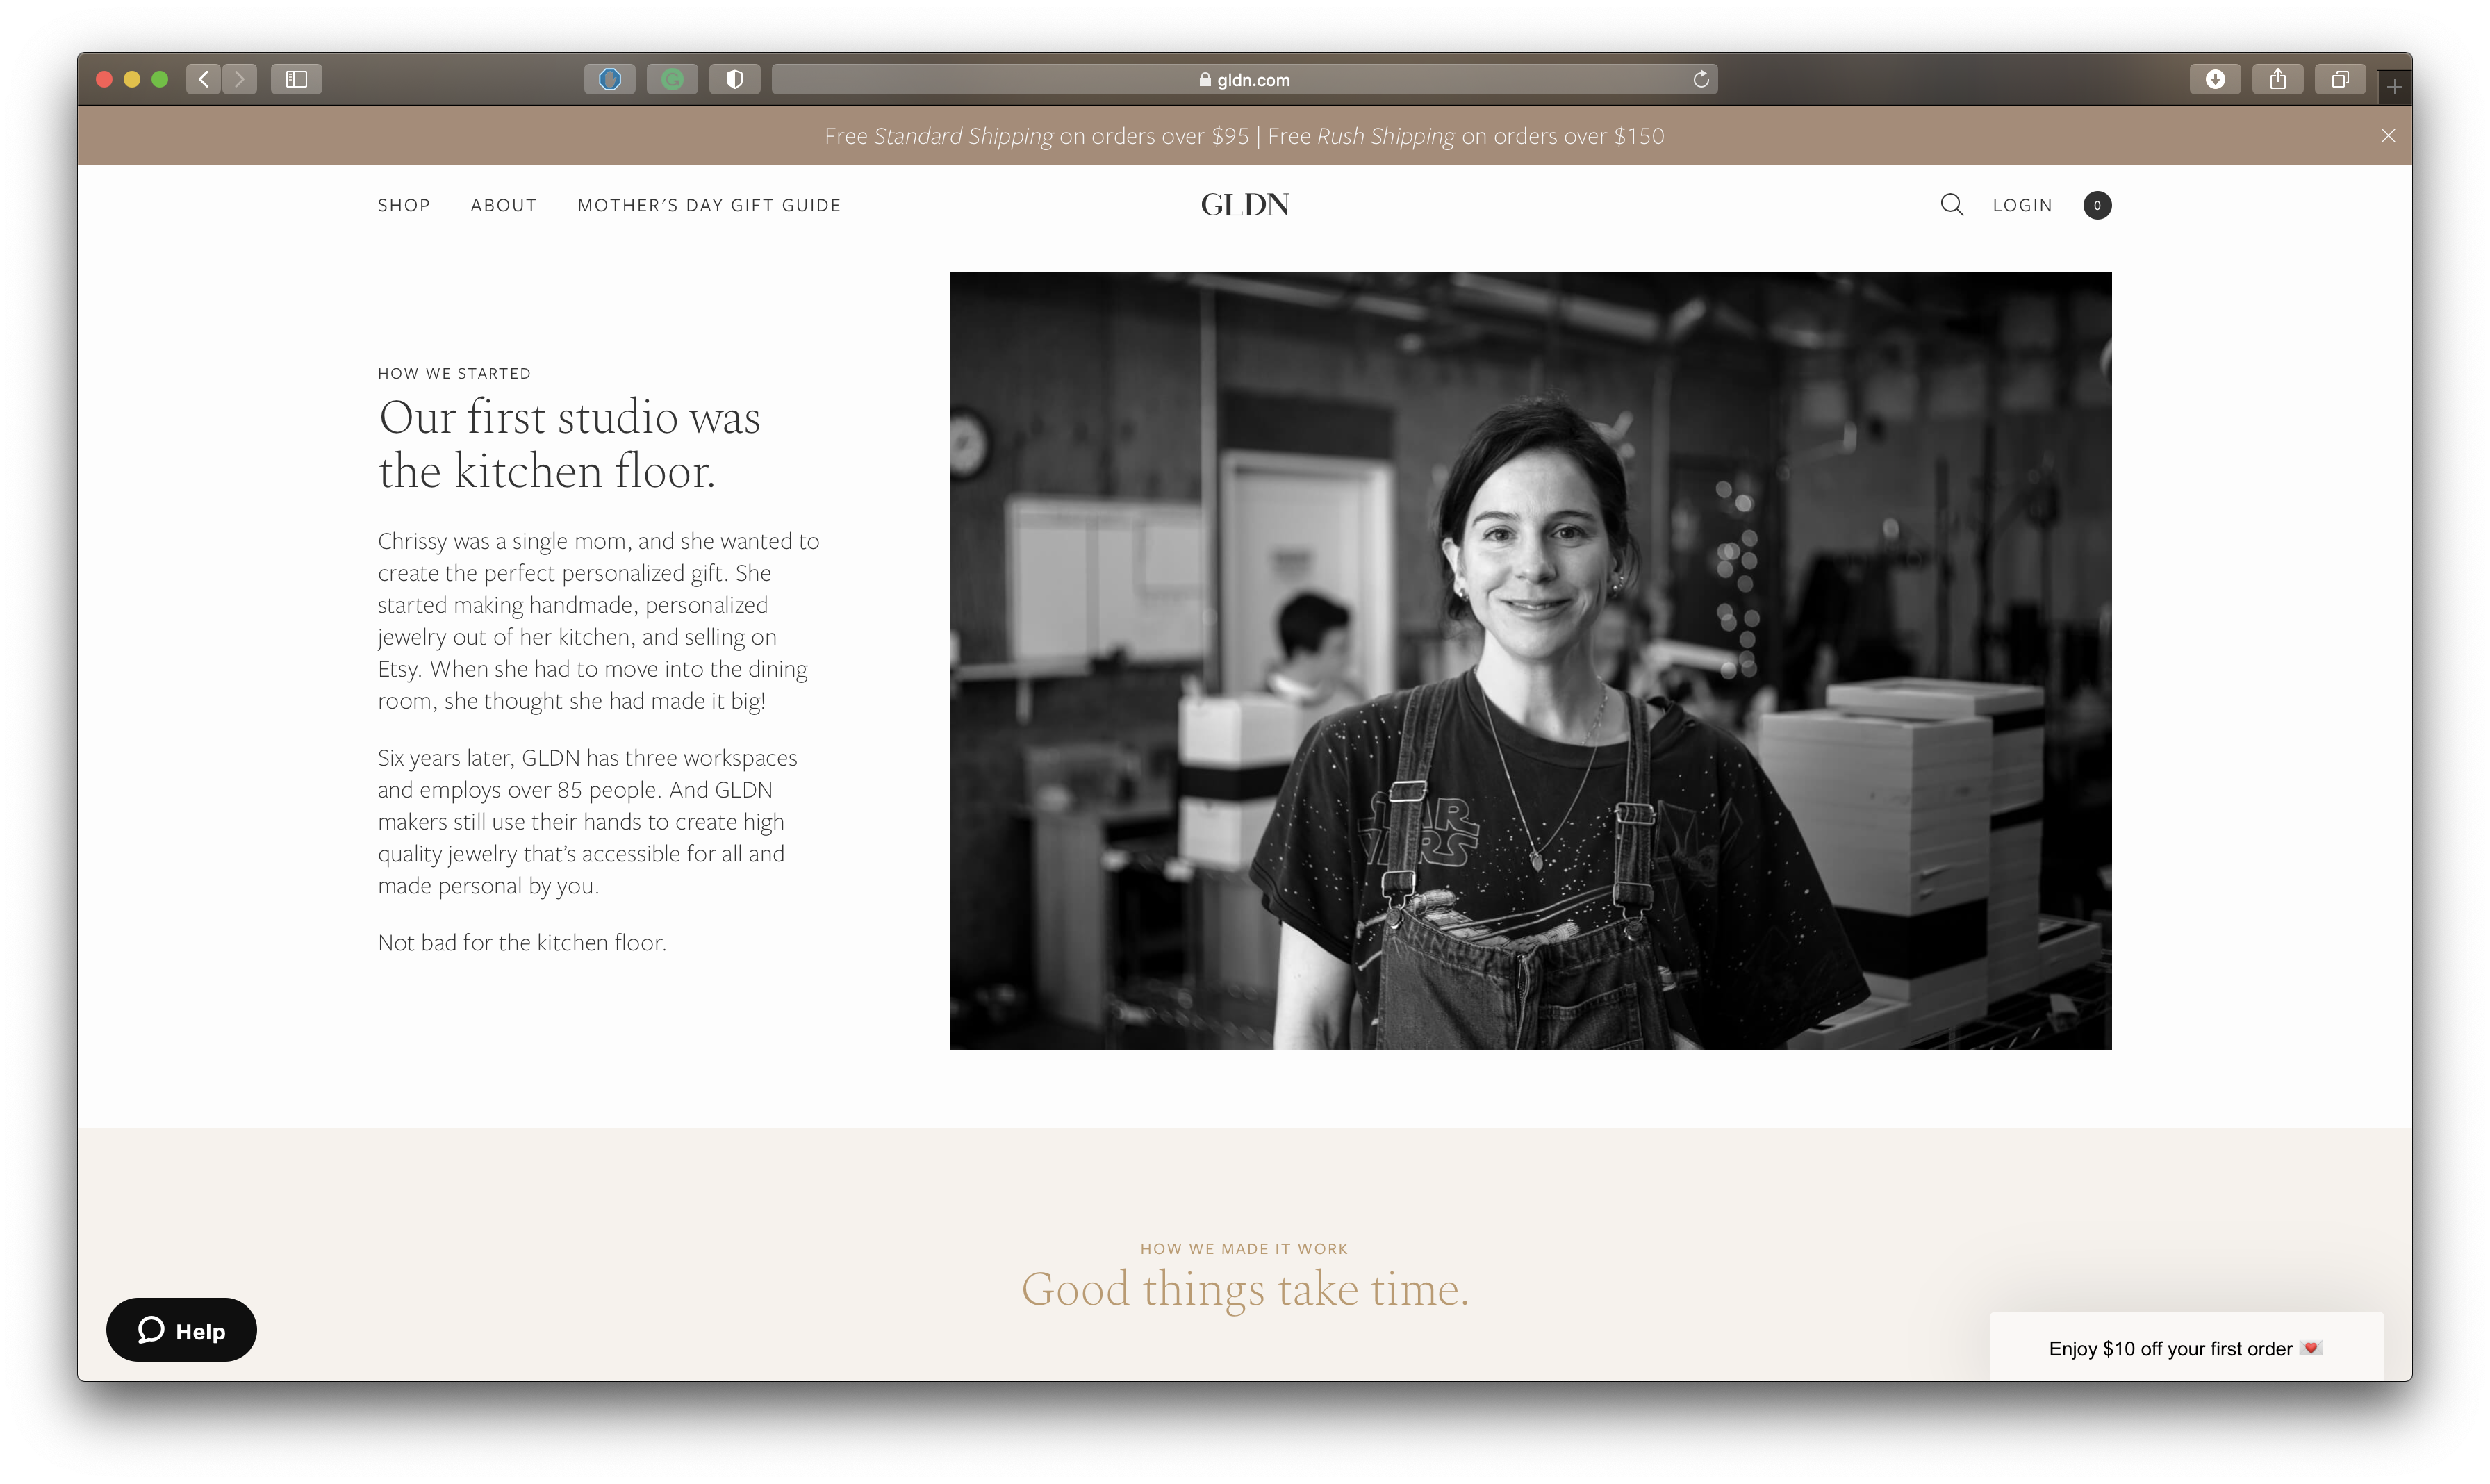 gldn.com
Free Standard Shipping on orders over $95 | Free Rush Shipping on orders over $150
SHOP ABOUT MOTHER'S DAY GIFT GUIDE GLDN LOGIN 0
HOW WE STARTED
Our first studio was
the kitchen floor.
Chrissy was a single mom, and she wanted to
create the perfect personalized gift. She
started making handmade, personalized
jewelry out of her kitchen, and selling on
Etsy. When she had to move into the dining
room, she thought she had made it big!
Six years later, GLDN has three workspaces
and employs over 85 people. And GLDN
makers still use their hands to create high
quality jewelry that's accessible for all and
made personal by you.
Not bad for the kitchen floor.
STAR
WARS
HOW WE MADE IT WORK
Good things take time.
Help
Enjoy $10 off your first order 💌